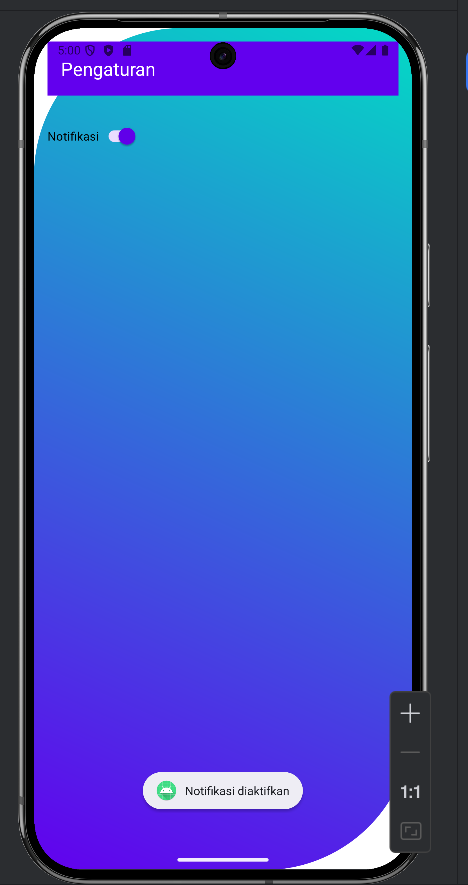 5:00
Pengaturan
Notifikasi
Notifikasi diaktifkan
1:1